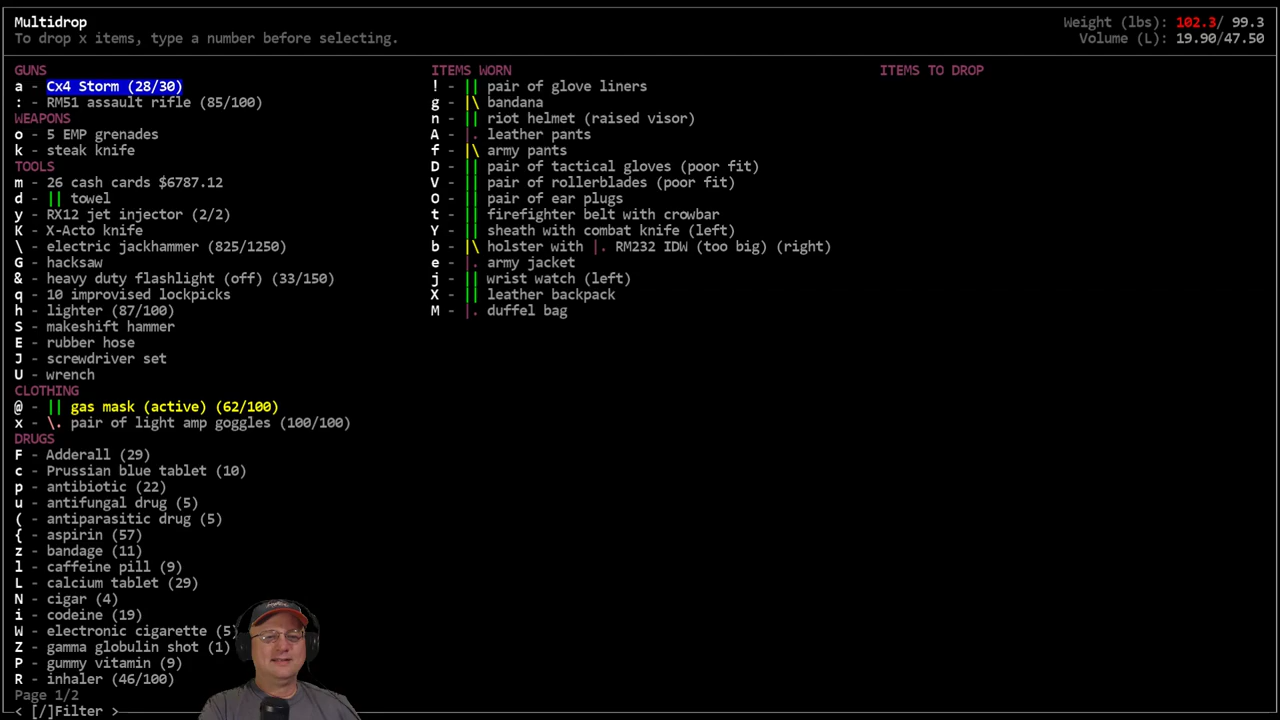 Multidrop
Weight (lbs): 102.3/ 99.3
To drop x items, type a number before selecting.
Volume (L): 19.90/47.50
GUNS
a - Cx4 Storm (28/30)
: - RM51 assault rifle (85/100)
WEAPONS
o - 5 EMP grenades
k - steak knife
TOOLS
m - 26 cash cards $6787.12
d - || towel
y - RX12 jet injector (2/2)
K - X-Acto knife
\ - electric jackhammer (825/1250)
G - hacksaw
& - heavy duty flashlight (off) (33/150)
q - 10 improvised lockpicks
h - lighter (87/100)
S - makeshift hammer
E - rubber hose
J - screwdriver set
U - wrench
CLOTHING
@ - || gas mask (active) (62/100)
x - \. pair of light amp goggles (100/100)
DRUGS
F - Adderall (29)
c - Prussian blue tablet (10)
p - antibiotic (22)
u - antifungal drug (5)
( - antiparasitic drug (5)
{ - aspirin (57)
z - bandage (11)
l - caffeine pill (9)
L - calcium tablet (29)
N - cigar (4)
i - codeine (19)
W - electronic cigarette (5)
Z - gamma globulin shot (1)
P - gummy vitamin (9)
R - inhaler (46/100)
Page 1/2
< [/]Filter >
ITEMS WORN
! - || pair of glove liners
g - |\ bandana
n - || riot helmet (raised visor)
A - |. leather pants
f - |\ army pants
D - || pair of tactical gloves (poor fit)
V - || pair of rollerblades (poor fit)
O - || pair of ear plugs
t - || firefighter belt with crowbar
Y - || sheath with combat knife (left)
b - |\ holster with |. RM232 IDW (too big) (right)
e - |. army jacket
j - || wrist watch (left)
X - || leather backpack
M - |. duffel bag
ITEMS TO DROP